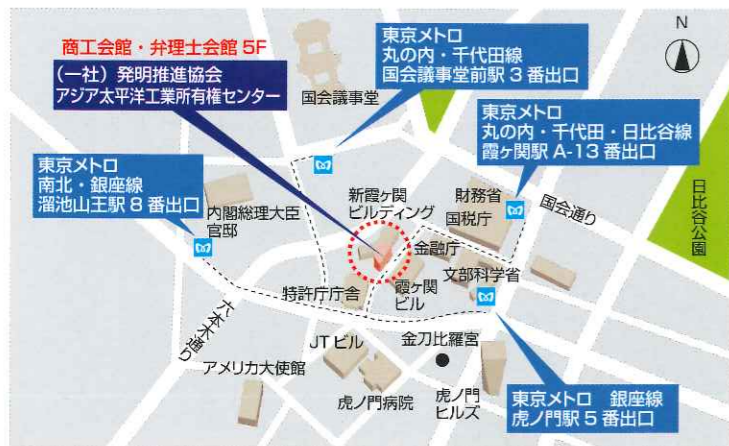 商工会館・弁理士会館 5F
(一社)発明推進協会
アジア太平洋工業所有権センター
国会議事堂
東京メトロ
丸の内・千代田線
国会議事堂前駅 3 番出口
N
東京メトロ
丸の内・千代田・日比谷線
霞ヶ関駅 A-13 番出口
東京メトロ
南北・銀座線
溜池山王駅 8 番出口
内閣総理大臣
官邸
新霞ヶ関
ビルディング
財務省
国税庁
国会通り
日比谷公園
金融庁
文部科学省
特許庁庁舎
霞ヶ関
ビル
六本木通り
JT ビル
金刀比羅宮
アメリカ大使館
虎ノ門病院
虎ノ門
ヒルズ
東京メトロ 銀座線
虎ノ門駅 5 番出口